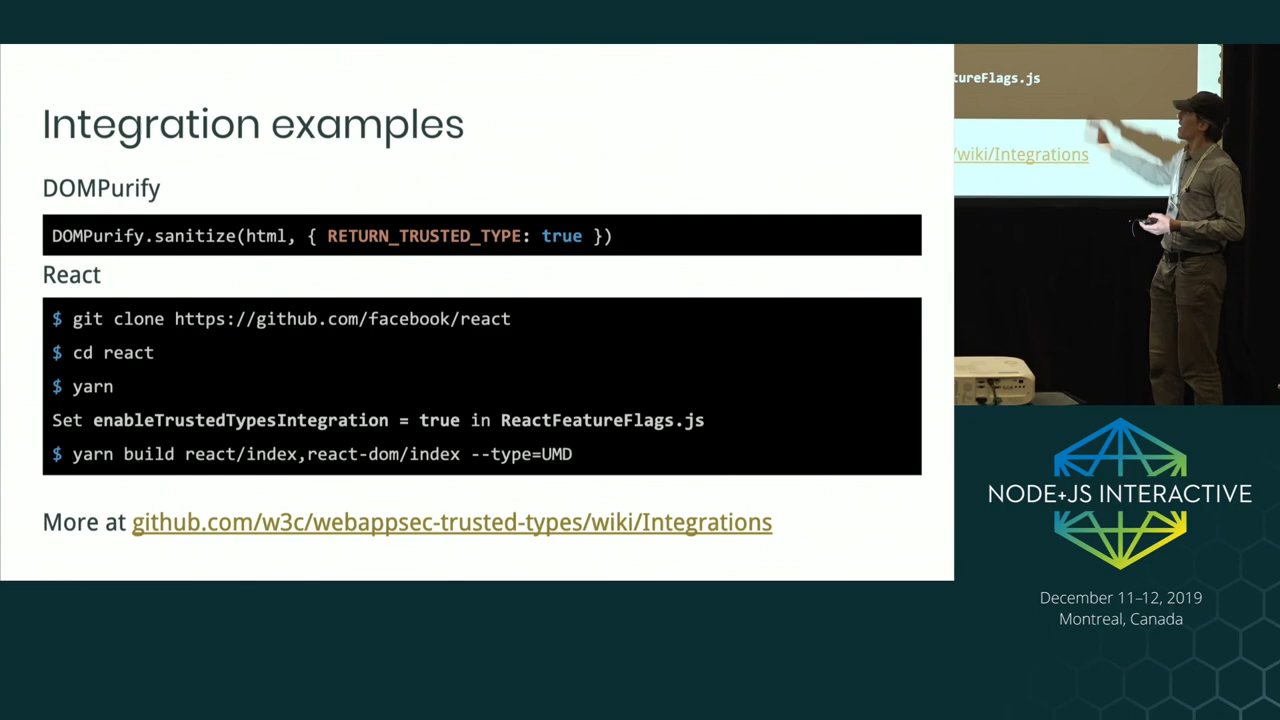 Integration examples
DOMPurify
DOMPurify.sanitize(html, { RETURN_TRUSTED_TYPE: true })
React
$ git clone https://github.com/facebook/react
$ cd react
$ yarn
Set enableTrustedTypesIntegration = true in ReactFeatureFlags.js
$ yarn build react/index,react-dom/index --type=UMD
More at github.com/w3c/webappsec-trusted-types/wiki/Integrations
tureFlags.js
/wiki/Integrations
NODE+JS INTERACTIVE
December 11–12, 2019
Montreal, Canada